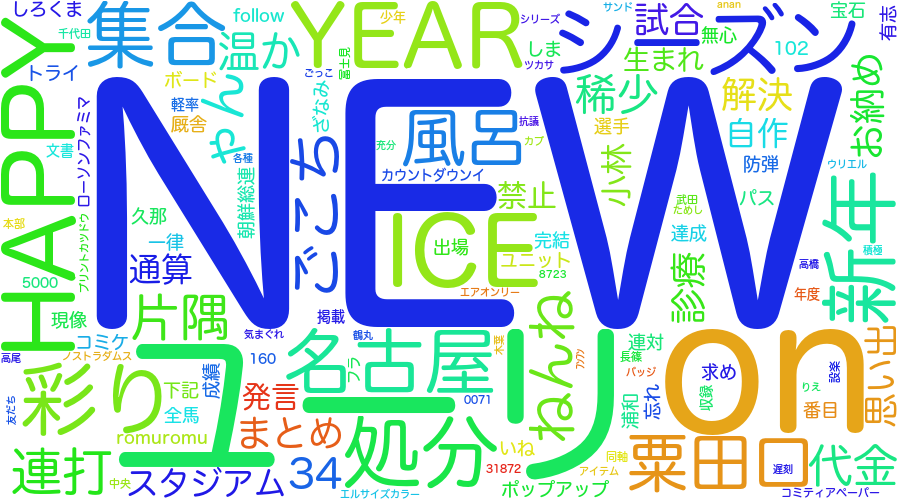 しろくま
集合
YEAR
follow
少年
シリーズ
サンド
anan
宝石
千代田
温か
シーズン
試合
無心
有志
HAPPY
トライ
ボード
ごっこ
富士見
ツカサ
しま
生まれ
102
NEW
軽率
ゃん
ざなみ
稀少
解決
お納め
ローソンファミマ
厩舎
ごこち
風呂
抗議
カブ
選手
自作
文書
各種
充分
小林
防弾
ウリエル
朝鮮総連
カウントダウンイ
禁止
武田
ためし
パス
新年
本部
久那
一律
ICE
出場
完結
達成
積極
プリントカッドウ
通算
ユニット
8723
診療
高橋
5000
エアオンリー
年度
現像
片隅
掲載
気まぐれ
ねんね
高尾
コミケ
ノストラダムス
ユーリ
on
160
名古屋
鶴丸
木葉
連対
思い出
彩り
成績
フラ
ｱﾝｱﾝ
長篠
バッジ
求め
設楽
下記
発言
0071
浦和
忘れ
収録
りえ
番目
友だち
全馬
romuromu
まとめ
処分
いね
同軸
粟田口
連打
中央
スタジアム
34
31872
アイテム
遅刻
代金
エルサイズカラー
ポップアップ
コミティアペーパー